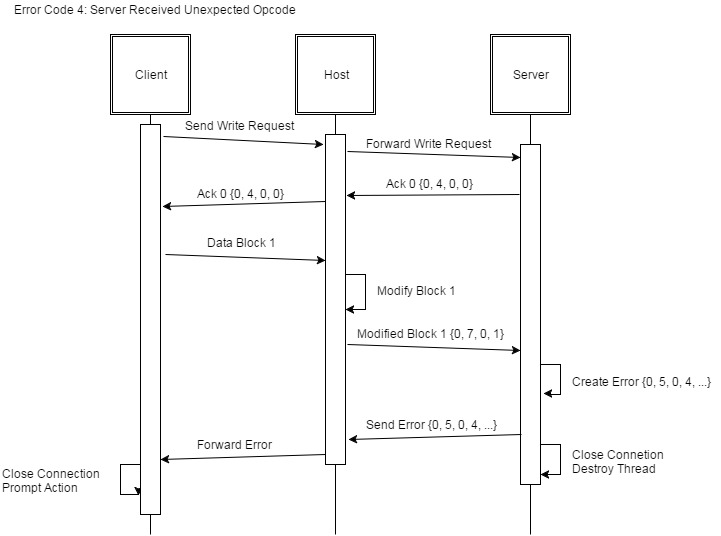 Error Code 4: Server Received Unexpected Opcode
Client
Host
Server
Send Write Request
Forward Write Request
Ack 0 {0, 4, 0, 0}
Ack 0 {0, 4, 0, 0}
Data Block 1
Modify Block 1
Modified Block 1 {0, 7, 0, 1}
Create Error {0, 5, 0, 4, ...}
Send Error {0, 5, 0, 4, ...}
Forward Error
Close Connetion
Destroy Thread
Close Connection
Prompt Action